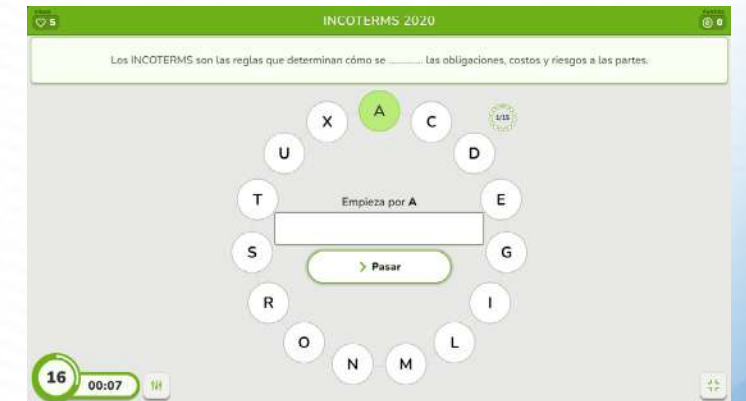 5
INCOTERMS 2020
0
Los INCOTERMS son las reglas que determinan cómo se ............ las obligaciones, costos y riesgos a las partes.
A
X
C
1/15
U
D
T
Empieza por A
E
S
G
> Pasar
R
I
O
L
N
M
16
00:07